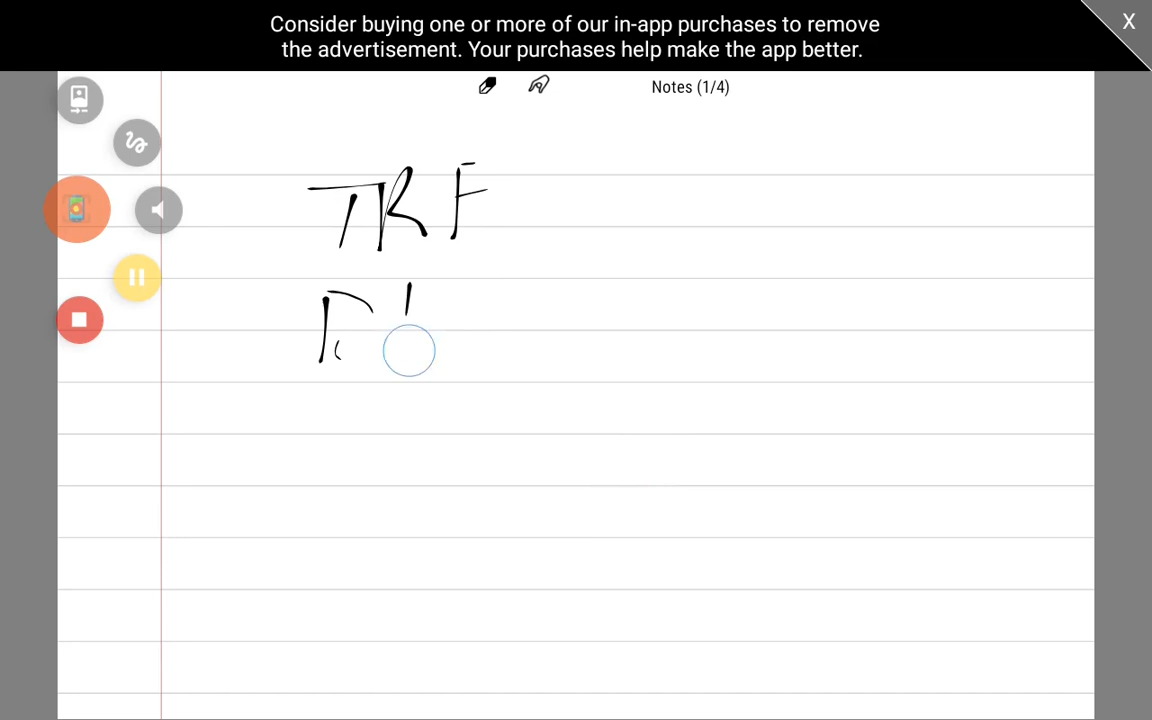 Consider buying one or more of our in-app purchases to remove
the advertisement. Your purchases help make the app better.
X
Notes (1/4)
TRF